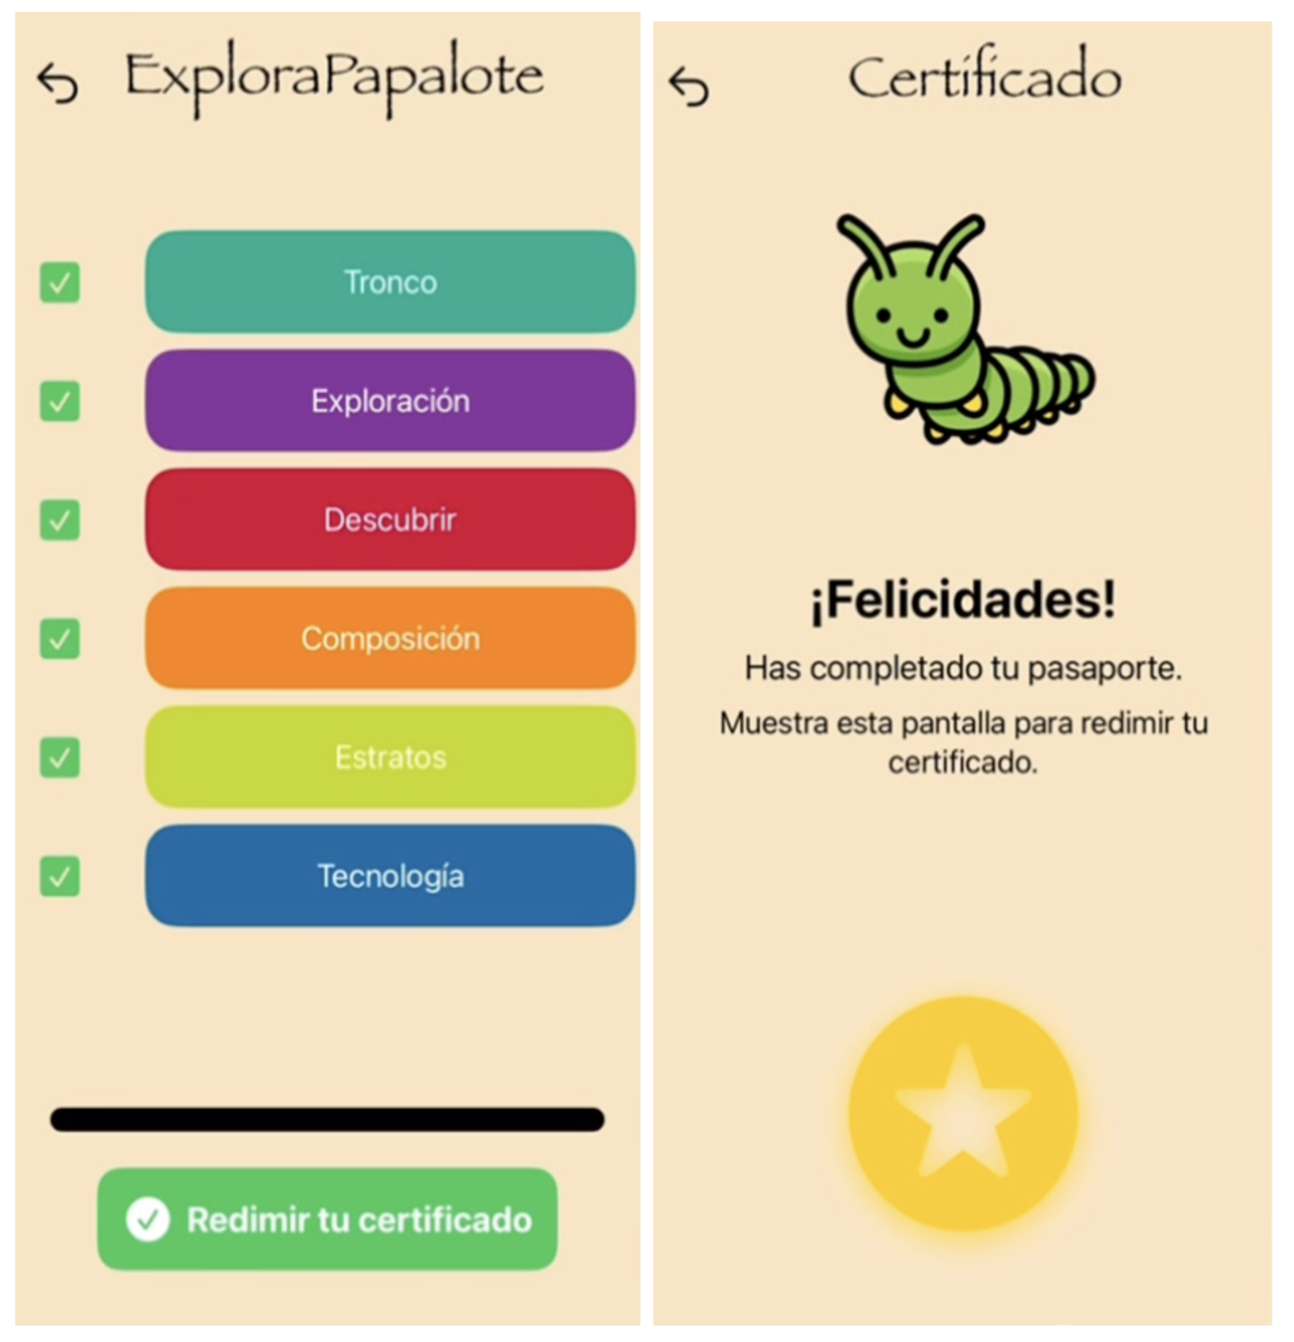 ExploraPapalote
Tronco
Exploración
Descubrir
Composición
Estratos
Tecnología
Redimir tu certificado
Certificado
¡Felicidades!
Has completado tu pasaporte.
Muestra esta pantalla para redimir tu
certificado.